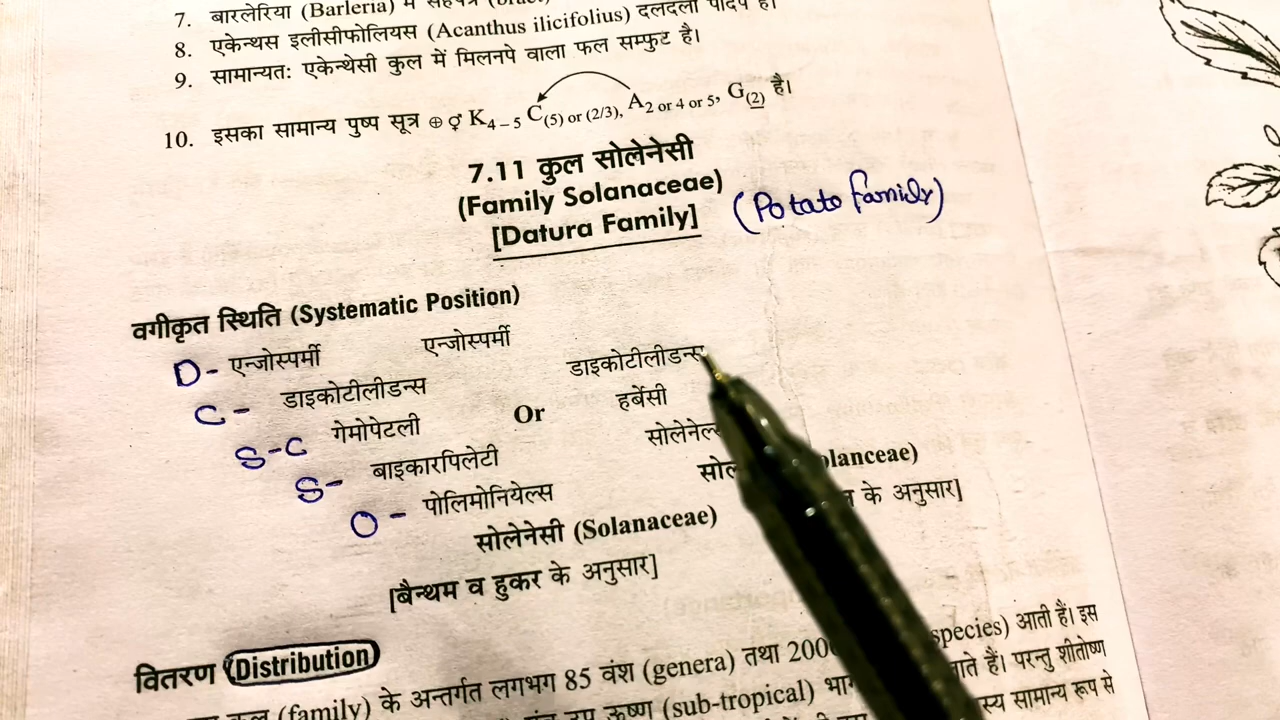 7. बारलेरिया (Barleria) में
8. एकेन्थस इलीसीफोलियस (Acanthus ilicifolius) दलदली पादप है।
9. सामान्यतः एकेन्थेसी कुल में मिलनपे वाला फल सम्फुट है।
10. इसका सामान्य पुष्प सूत्र ⊕ ⚥ K4 – 5 C(5) or (2/3), A2 or 4 or 5, G(2) है।
7.11 कुल सोलेनेसी
(Family Solanaceae)
[Datura Family] (Potato family)
वगीकृत स्थिति (Systematic Position)
D- एन्जोस्पर्मी एन्जोस्पर्मी
C- डाइकोटीलीडन्स डाइकोटीलीडन्स
S-C गेमोपेटली Or हर्बेसी
S- बाइकारपिलेटी
O- पोलिमोनियेल्स
सोलेनेसी (Solanaceae) के अनुसार]
[बैन्थम व हुकर के अनुसार]
वितरण (Distribution)
कुल (family) के अन्तर्गत लगभग 85 वंश (genera) तथा species) आती हैं। इस
ऊष्ण (sub-tropical) हैं। परन्तु शीतोष्ण
सामान्य रूप से